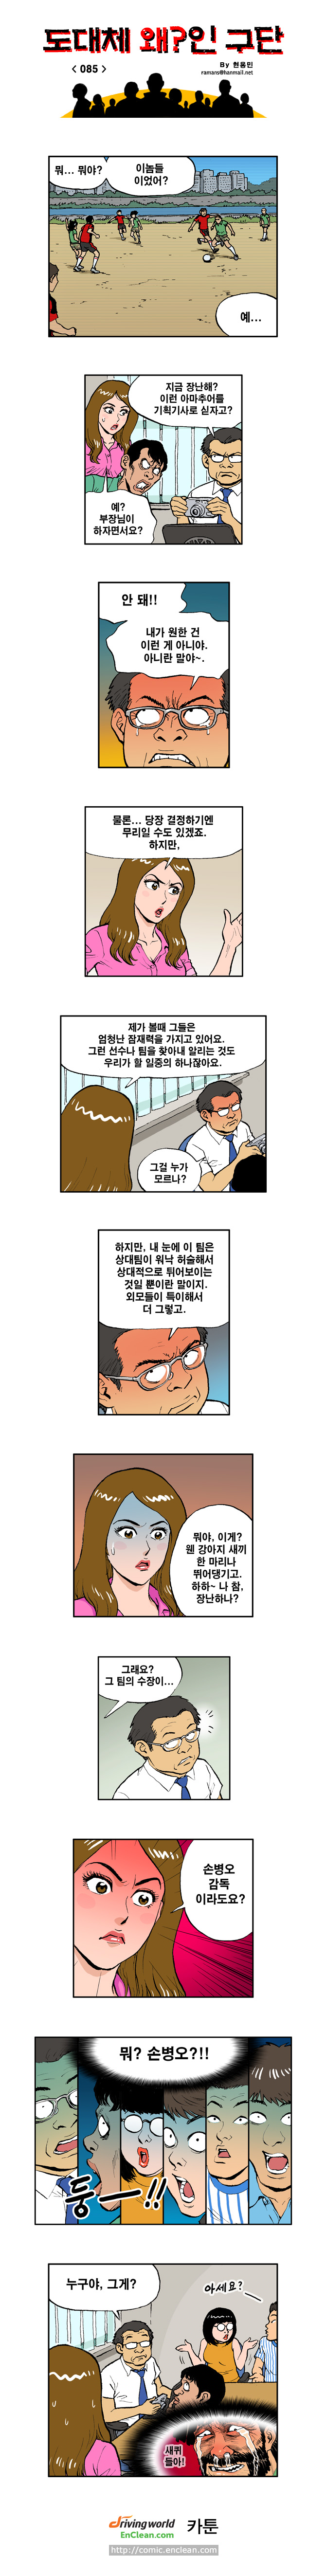 도대체 왜?인 구단
< 085 >
By 현용민
ramans@hanmail.net
뭐... 뭐야?
이놈들
이었어?
예...
지금 장난해?
이런 아마추어를
기획기사로 싣자고?
예?
부장님이
하자면서요?
안 돼!!
내가 원한 건
이런 게 아니야.
아니란 말야~.
물론... 당장 결정하기엔
무리일 수도 있겠죠.
하지만,
제가 볼때 그들은
엄청난 잠재력을 가지고 있어요.
그런 선수나 팀을 찾아내 알리는 것도
우리가 할 일중의 하나잖아요.
그걸 누가
모르나?
하지만, 내 눈에 이 팀은
상대팀이 워낙 허술해서
상대적으로 뛰어보이는
것일 뿐이란 말이지.
외모들이 특이해서
더 그렇고.
뭐야, 이게?
웬 강아지 새끼
한 마리나
뛰어댕기고.
하하~ 나 참,
장난하나?
그래요?
그 팀의 수장이...
손병오
감독
이라도요?
뭐? 손병오?!!
둥ㅡ!!
누구야, 그게?
아세요?
새퀴
들아!
drivingworld
EnClean.com
카툰
http://comic.enclean.com